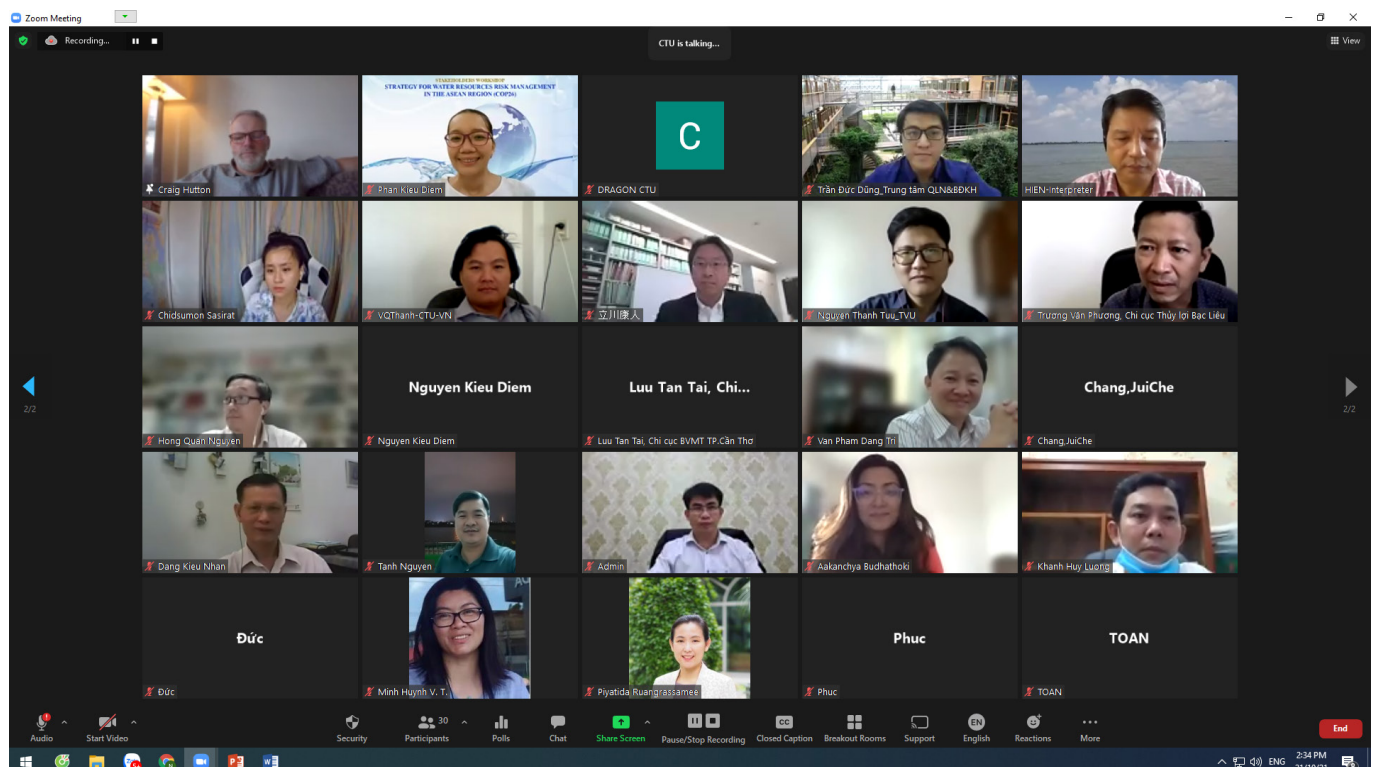 Zoom Meeting
Recording...
CTU is talking...
View
Craig Hutton
STAKEHOLDERS WORKSHOP
STRATEGY FOR WATER RESOURCES RISK MANAGEMENT
IN THE ASEAN REGION (COP26)
Phan Kieu Diem
C
DRAGON CTU
Trần Đức Dũng_Trung tâm QLN&BĐKH
HIEN-Interpreter
Chidsumon Sasirat
VQThanh-CTU-VN
立川康人
Nguyen Thanh Tuu_TVU
Trương Văn Phương, Chi cục Thủy lợi Bạc Liêu
Hong Quan Nguyen
Nguyen Kieu Diem
Nguyen Kieu Diem
Luu Tan Tai, Chi...
Luu Tan Tai, Chi cục BVMT TP.Cần Thơ
Van Pham Dang Tri
Chang,JuiChe
Chang,JuiChe
2/2
2/2
Dang Kieu Nhan
Tanh Nguyen
Admin
Aakanchya Budhathoki
Khanh Huy Luong
Đức
Đức
Minh Huynh V. T.
Piyatida Ruangrassamee
Phuc
Phuc
TOAN
TOAN
Audio
Start Video
Security
30
Participants
Polls
Chat
Share Screen
Pause/Stop Recording
CC
Closed Caption
Breakout Rooms
Support
EN
English
Reactions
More
End
ENG
2:34 PM